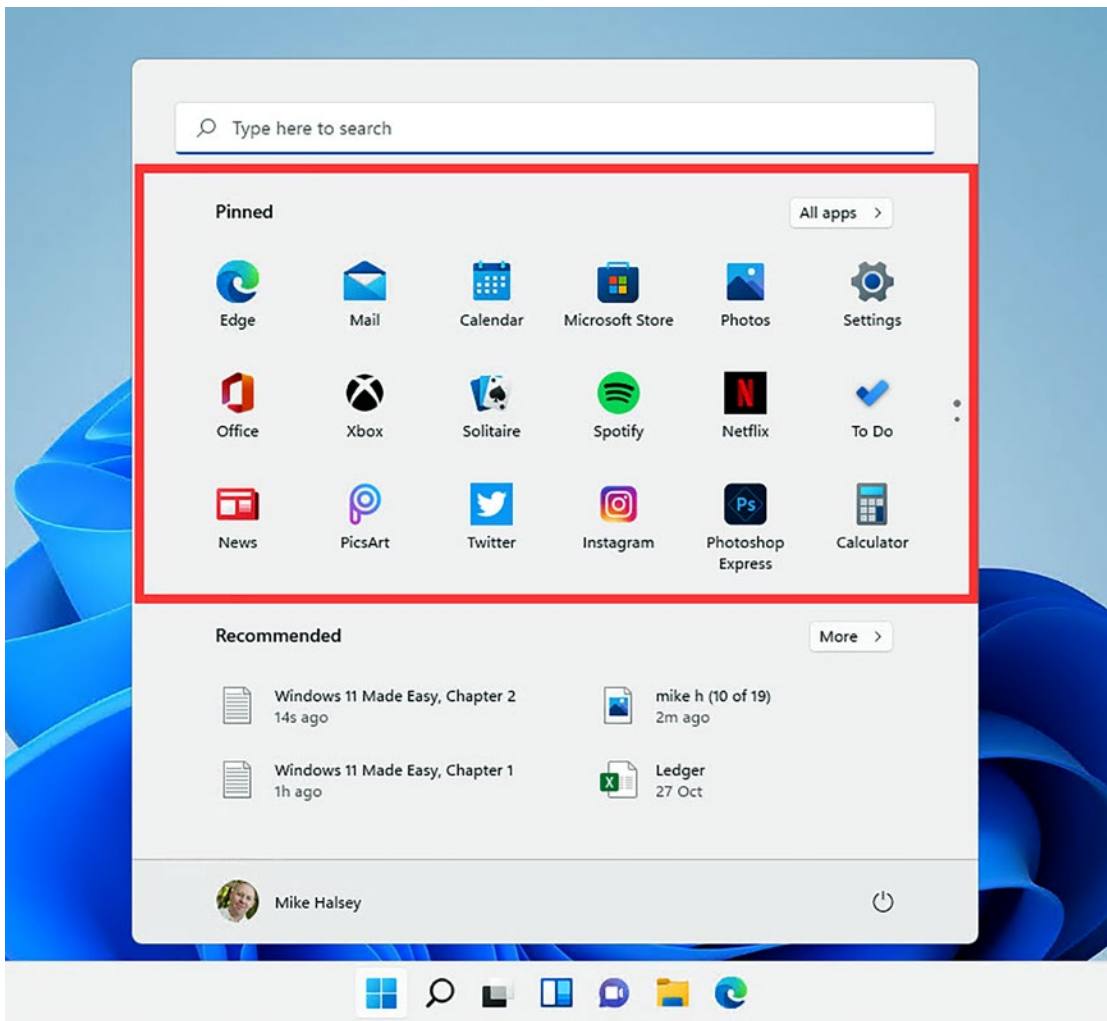 Type here to search
Pinned
All apps
Edge
Mail
Calendar
Microsoft Store
Photos
Settings
Office
Xbox
Solitaire
Spotify
Netflix
To Do
News
PicsArt
Twitter
Instagram
Photoshop
Express
Calculator
Recommended
More
Windows 11 Made Easy, Chapter 2
14s ago
mike h (10 of 19)
2m ago
Windows 11 Made Easy, Chapter 1
1h ago
Ledger
27 Oct
Mike Halsey